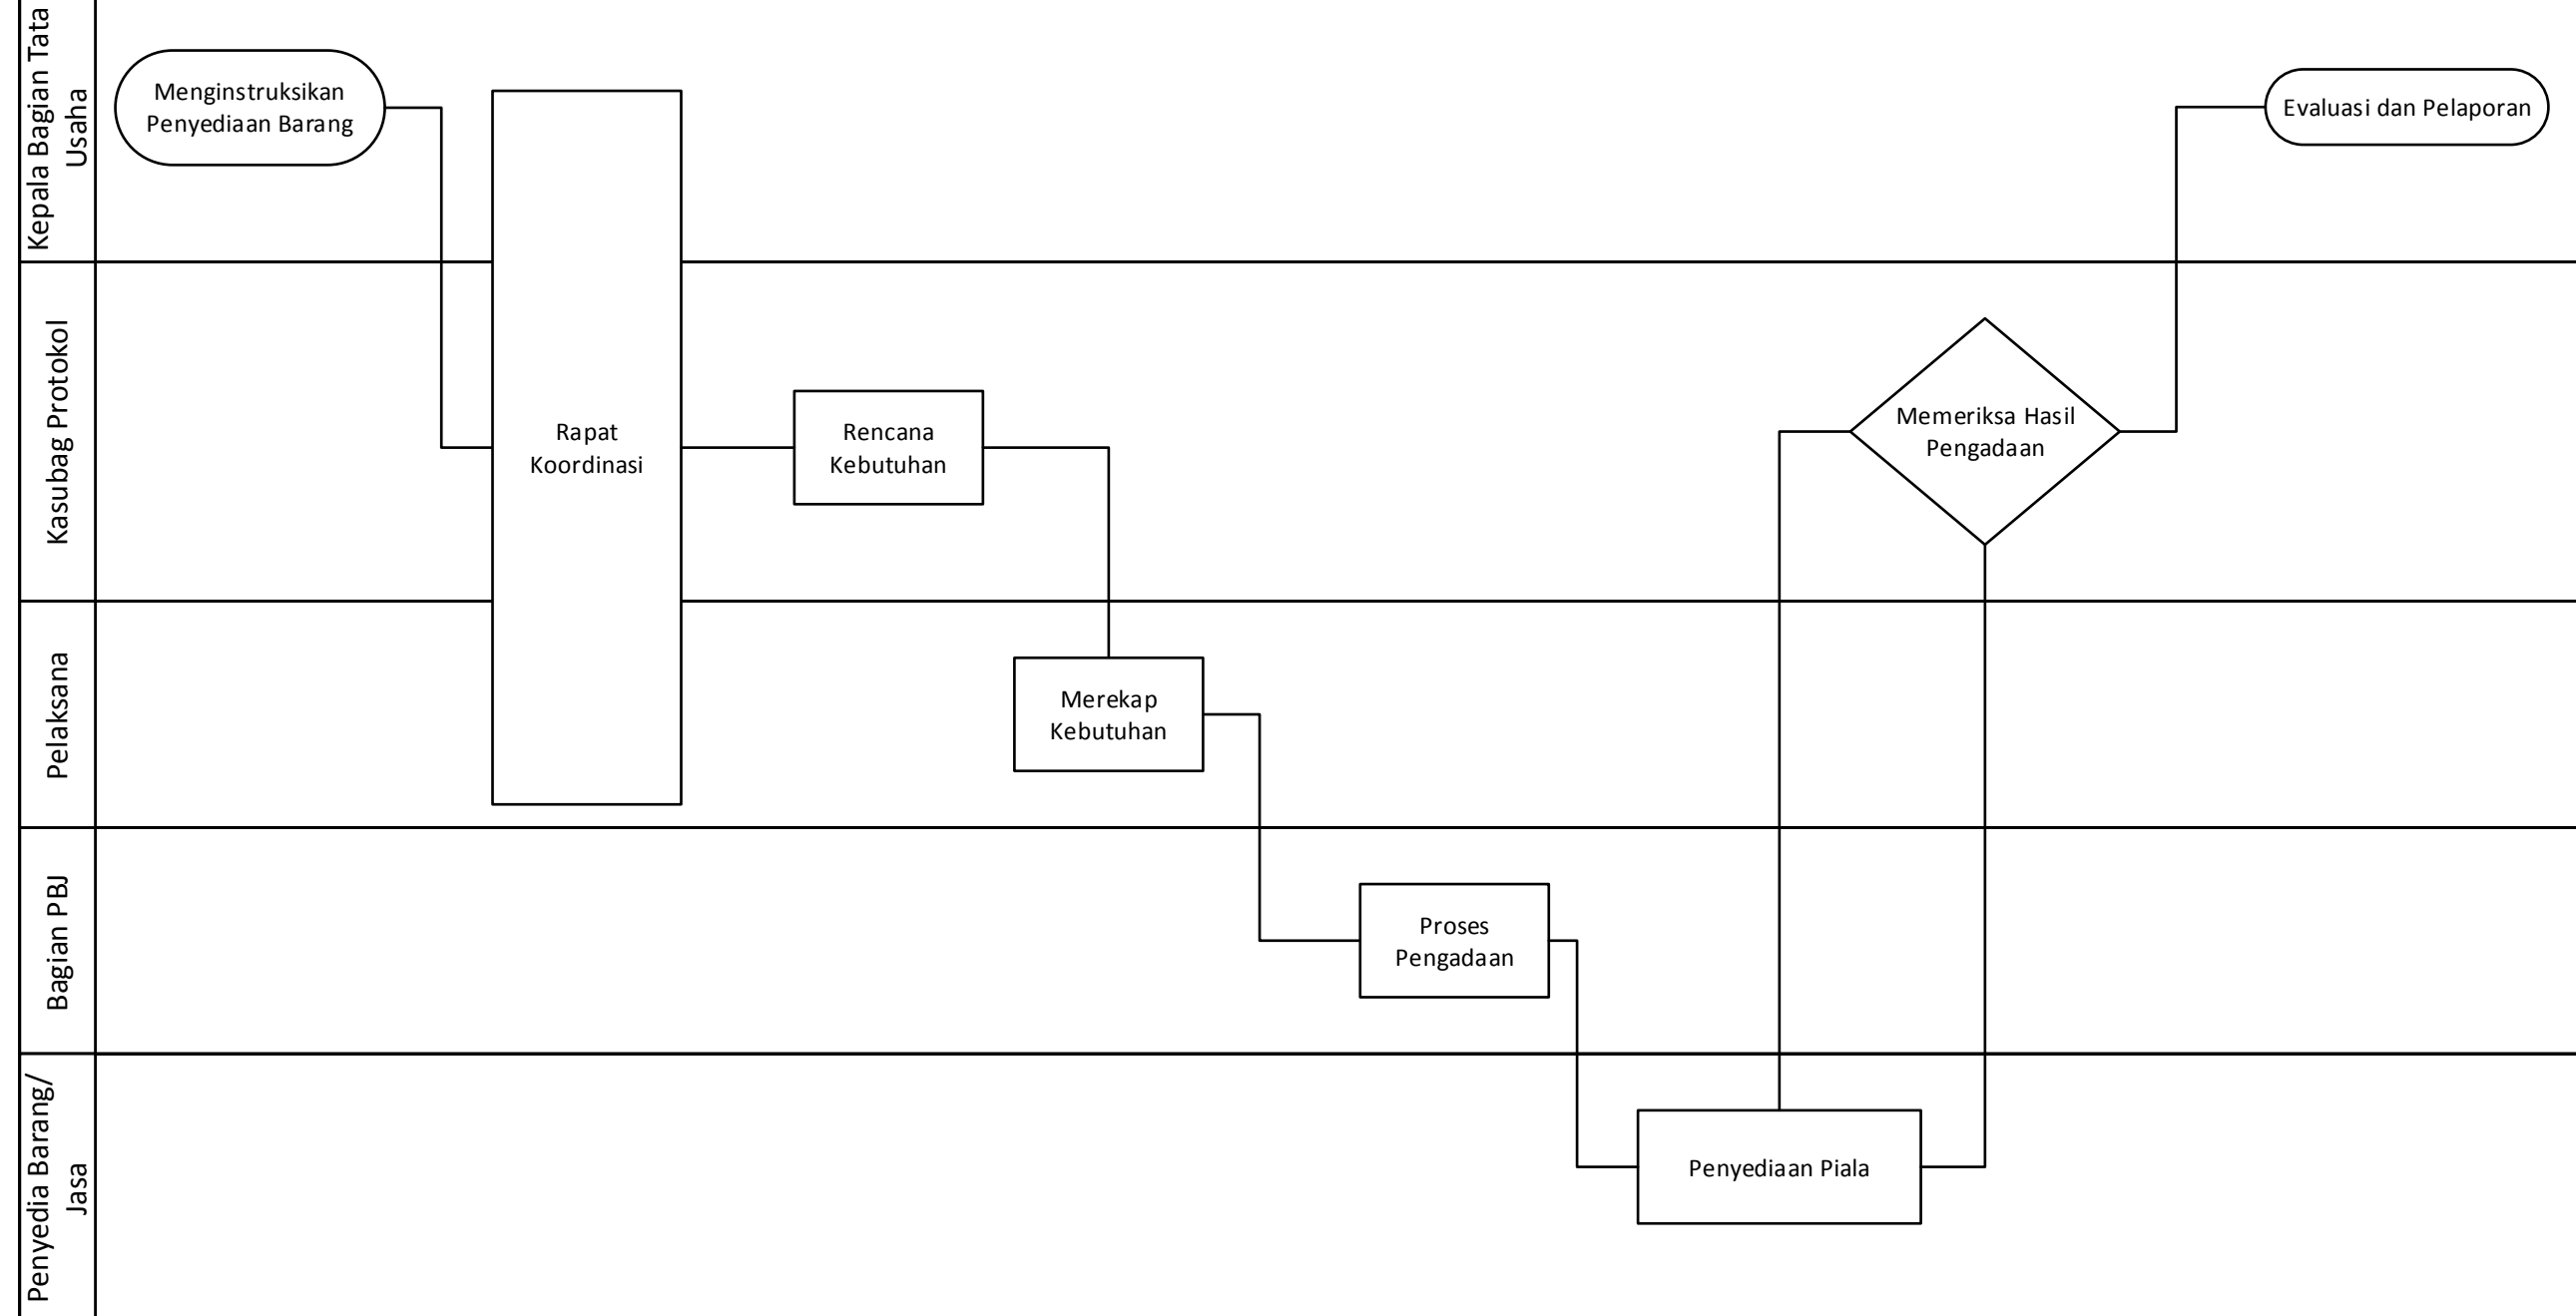 Kepala Bagian Tata
Usaha
Menginstruksikan
Penyediaan Barang
Evaluasi dan Pelaporan
Kasubag Protokol
Rapat
Koordinasi
Rencana
Kebutuhan
Memeriksa Hasil
Pengadaan
Pelaksana
Merekap
Kebutuhan
Bagian PBJ
Proses
Pengadaan
Penyedia Barang/
Jasa
Penyediaan Piala